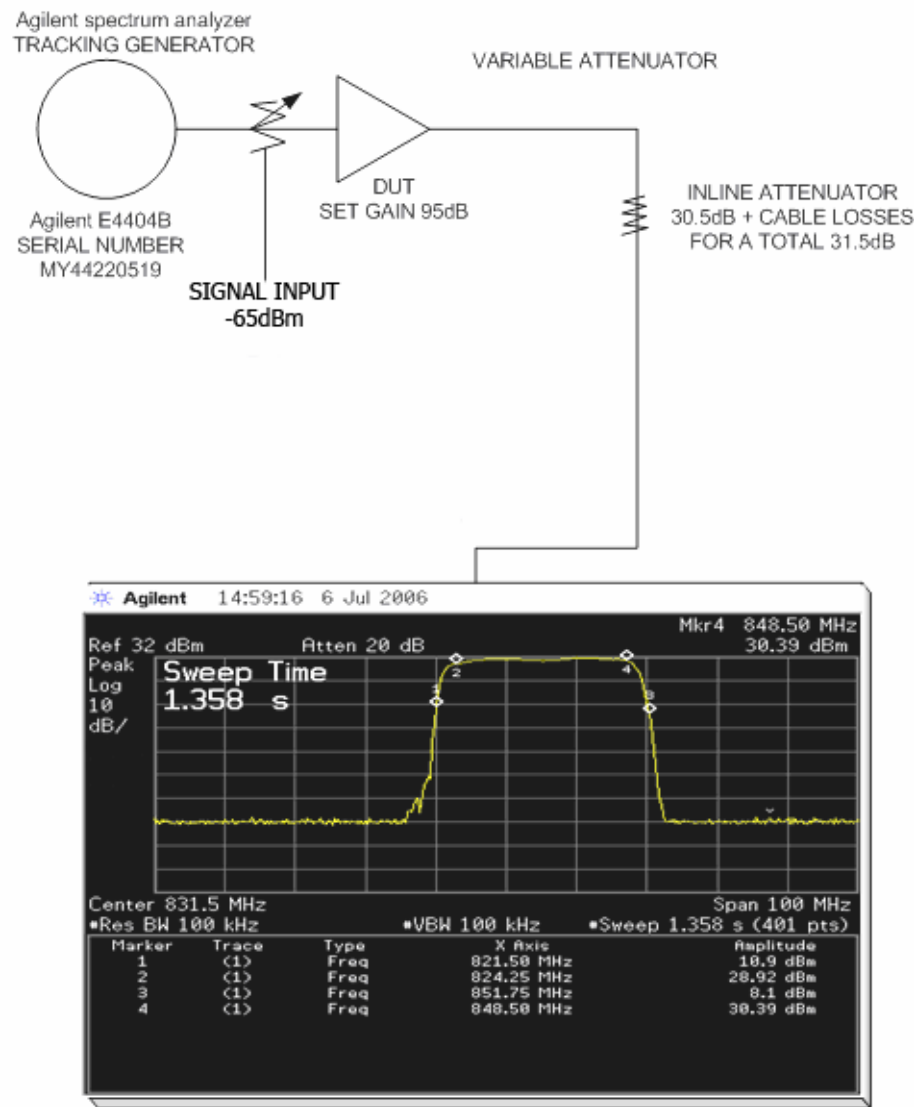 Agilent spectrum analyzer
TRACKING GENERATOR
VARIABLE ATTENUATOR
DUT
SET GAIN 95dB
INLINE ATTENUATOR
30.5dB + CABLE LOSSES
FOR A TOTAL 31.5dB
Agilent E4404B
SERIAL NUMBER
MY44220519
SIGNAL INPUT
-65dBm
Agilent 14:59:16 6 Jul 2006
Mkr4 848.50 MHz
Ref 32 dBm Atten 20 dB 30.39 dBm
Peak
Log
10
dB/
Sweep Time
1.358 s
1
2
4
3
Center 831.5 MHz Span 100 MHz
*Res BW 100 kHz *VBW 100 kHz *Sweep 1.358 s (401 pts)
Marker Trace Type X Axis Amplitude
1 (1) Freq 821.50 MHz 10.9 dBm
2 (1) Freq 824.25 MHz 28.92 dBm
3 (1) Freq 851.75 MHz 8.1 dBm
4 (1) Freq 848.50 MHz 30.39 dBm